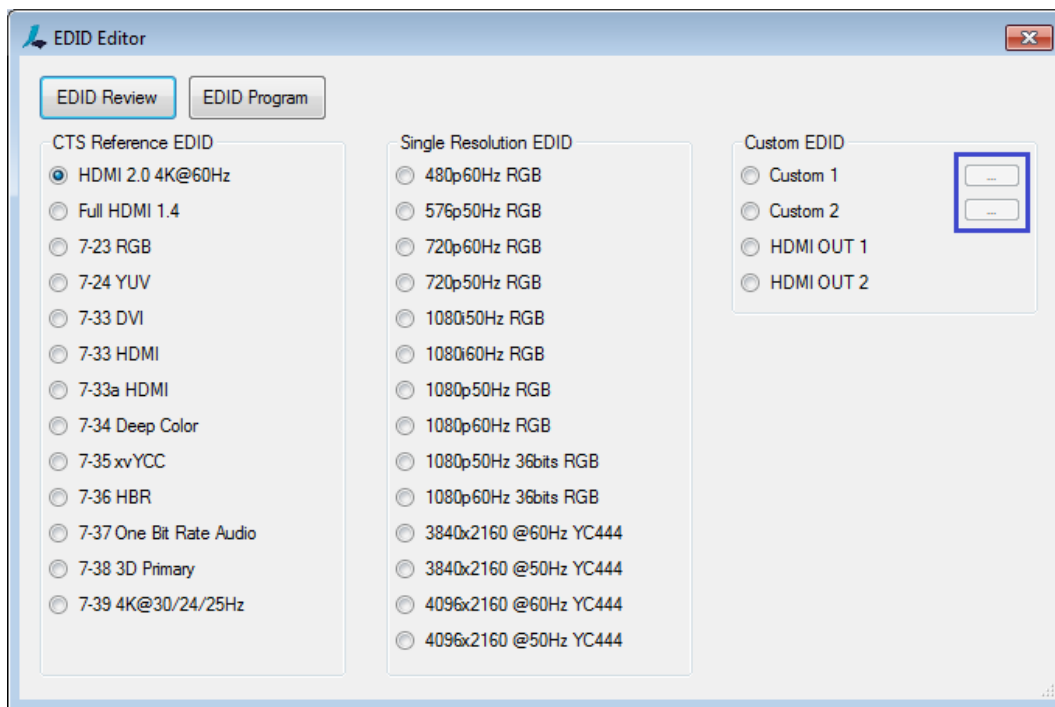 EDID Editor
EDID Review
EDID Program
CTS Reference EDID
HDMI 2.0 4K@60Hz
Full HDMI 1.4
7-23 RGB
7-24 YUV
7-33 DVI
7-33 HDMI
7-33a HDMI
7-34 Deep Color
7-35 xvYCC
7-36 HBR
7-37 One Bit Rate Audio
7-38 3D Primary
7-39 4K@30/24/25Hz
Single Resolution EDID
480p60Hz RGB
576p50Hz RGB
720p60Hz RGB
720p50Hz RGB
1080i50Hz RGB
1080i60Hz RGB
1080p50Hz RGB
1080p60Hz RGB
1080p50Hz 36bits RGB
1080p60Hz 36bits RGB
3840x2160 @60Hz YC444
3840x2160 @50Hz YC444
4096x2160 @60Hz YC444
4096x2160 @50Hz YC444
Custom EDID
Custom 1 ...
Custom 2 ...
HDMI OUT 1
HDMI OUT 2